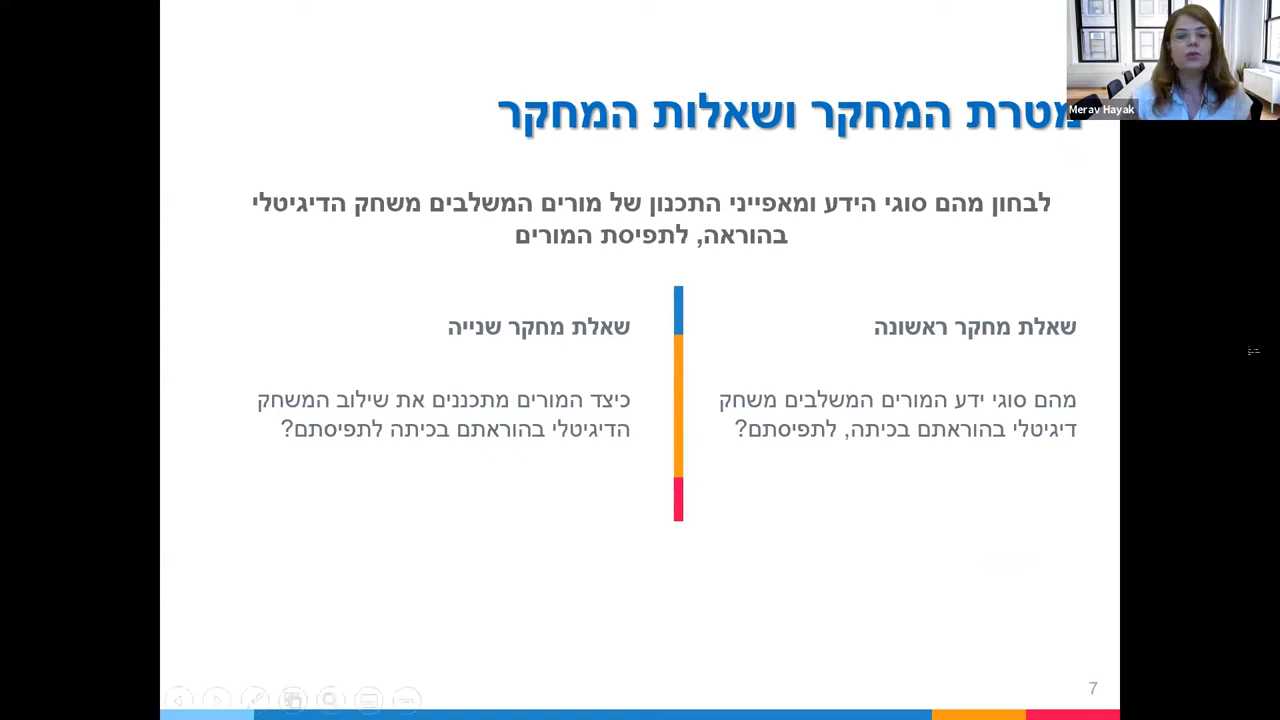 Merav Hayak
מטרת המחקר ושאלות המחקר
לבחון מהם סוגי הידע ומאפייני התכנון של מורים המשלבים משחק הדיגיטלי
בהוראה, לתפיסת המורים
שאלת מחקר ראשונה
מהם סוגי ידע המורים המשלבים משחק
דיגיטלי בהוראתם בכיתה, לתפיסתם?
שאלת מחקר שנייה
כיצד המורים מתכננים את שילוב המשחק
הדיגיטלי בהוראתם בכיתה לתפיסתם?
7